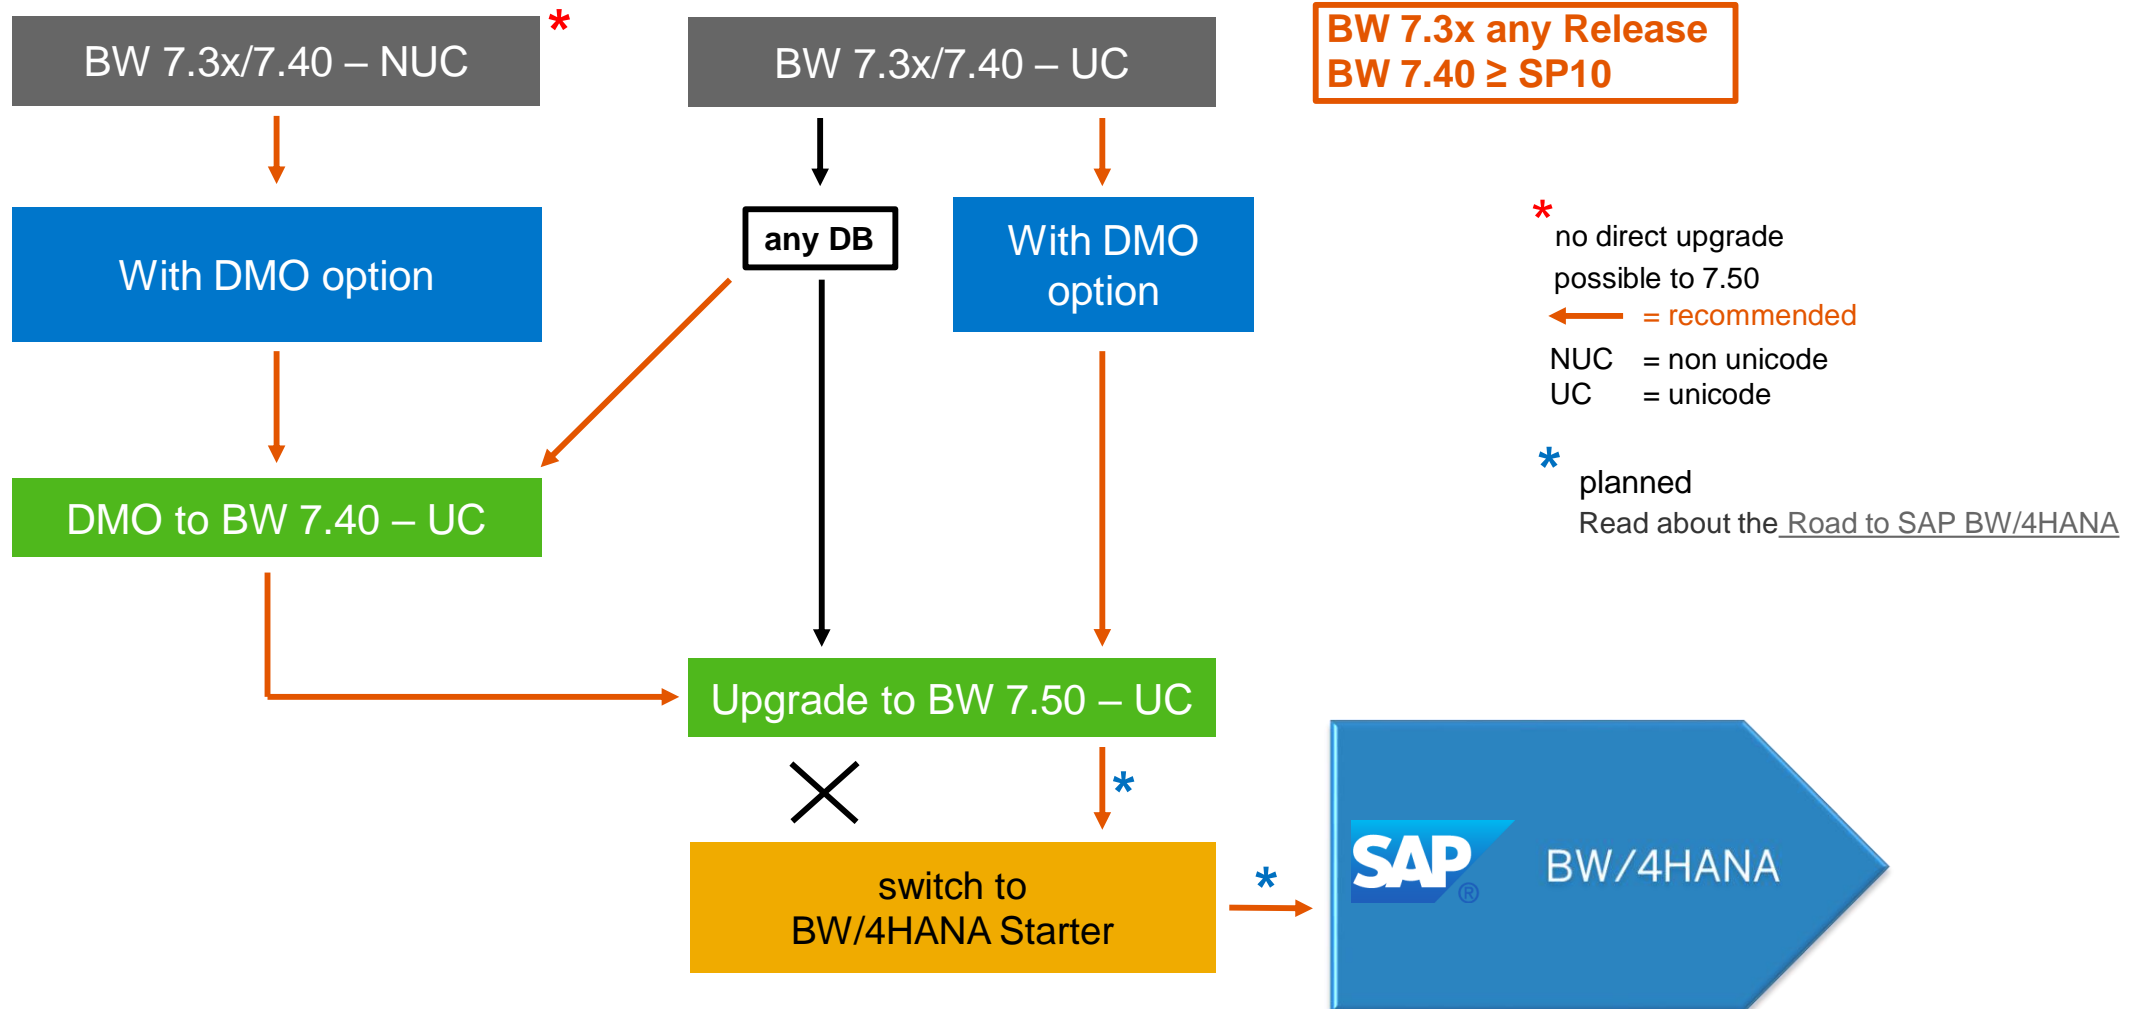 BW 7.3x/7.40 – NUC
*
BW 7.3x/7.40 – UC
BW 7.3x any Release
BW 7.40 ≥ SP10
With DMO option
any DB
With DMO
option
*
no direct upgrade
possible to 7.50
= recommended
NUC = non unicode
UC = unicode
*
planned
Read about the Road to SAP BW/4HANA
DMO to BW 7.40 – UC
Upgrade to BW 7.50 – UC
*
switch to
BW/4HANA Starter
*
SAP®
BW/4HANA